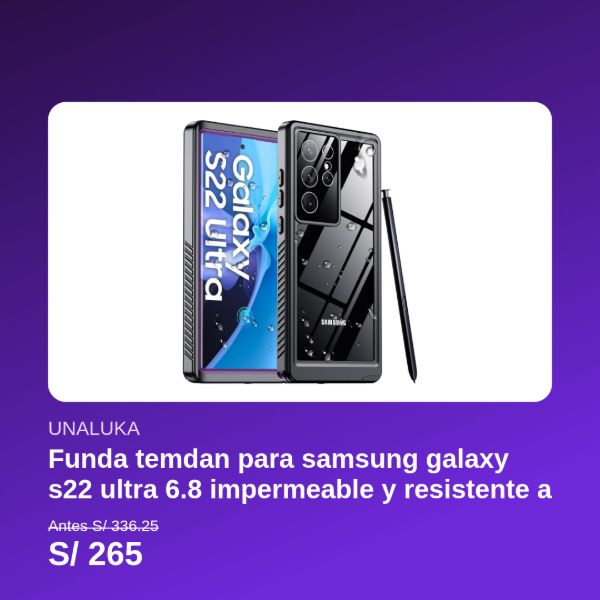 Galaxy
S22 Ultra
SAMSUNG
UNALUKA
Funda temdan para samsung galaxy
s22 ultra 6.8 impermeable y resistente a
Antes S/ 336.25
S/ 265